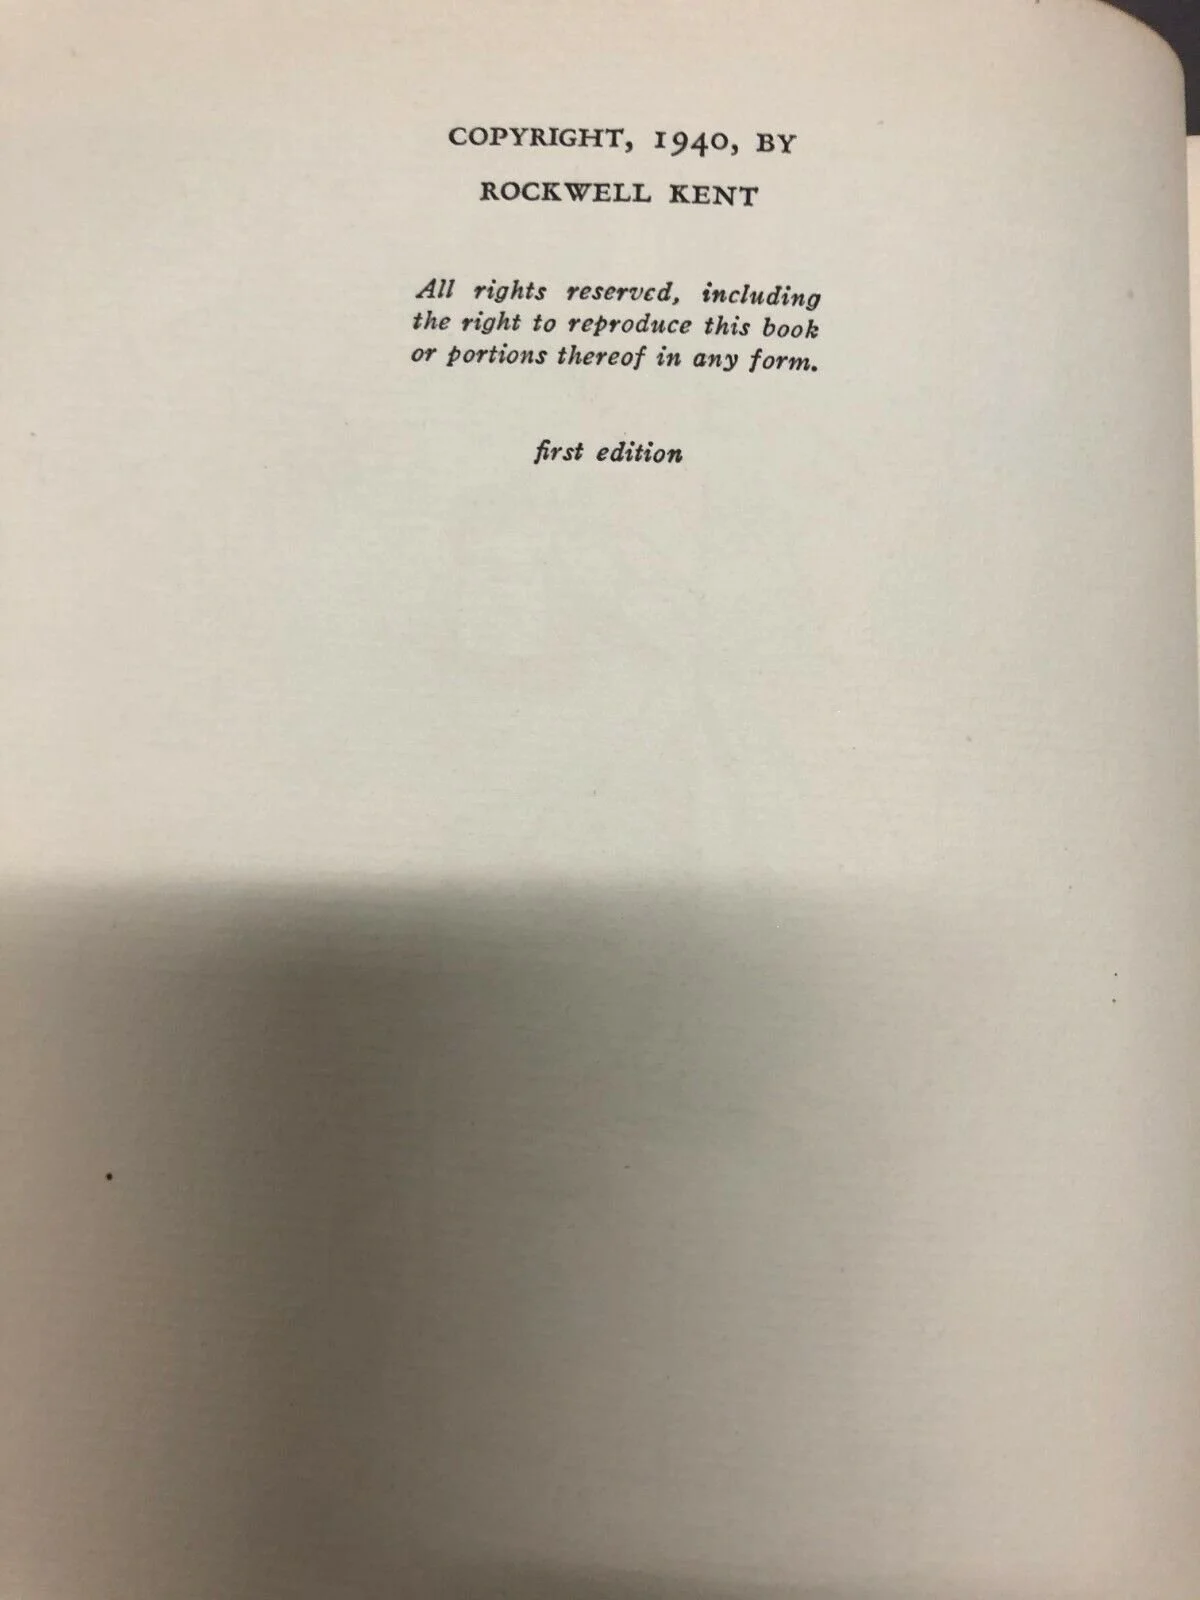 COPYRIGHT, 1940, BY
ROCKWELL KENT
All rights reserved, including
the right to reproduce this book
or portions thereof in any form.
first edition